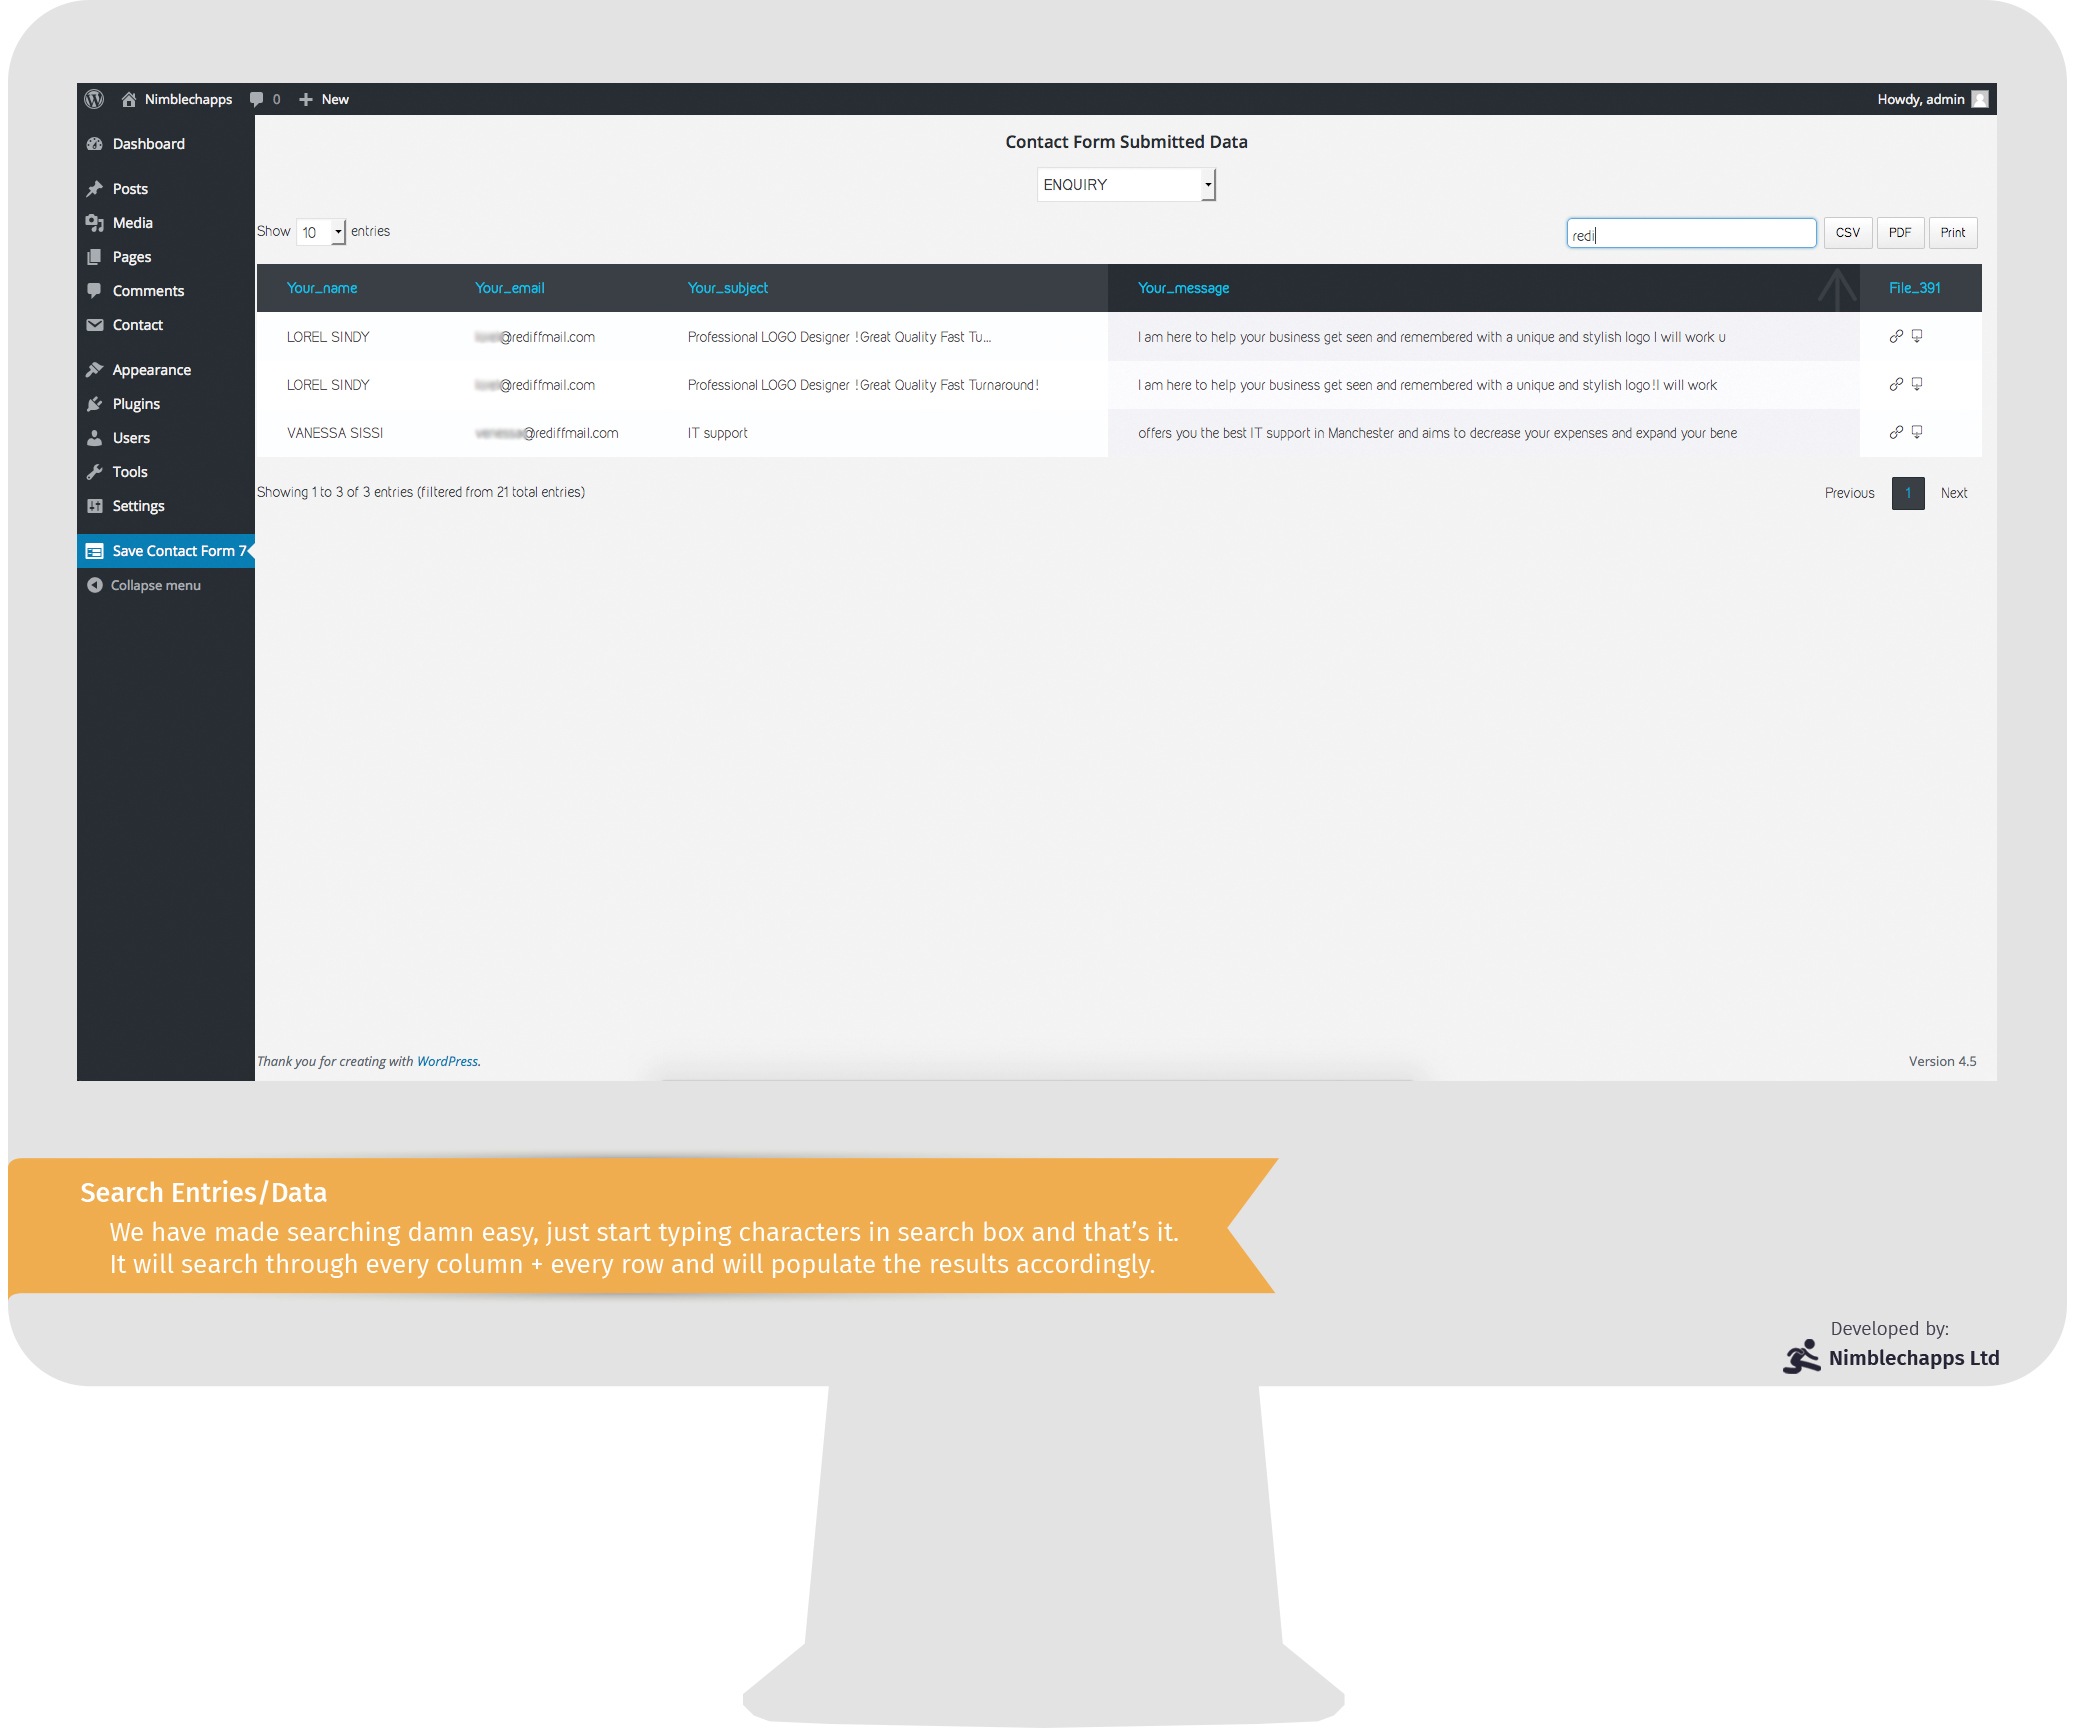 Nimblechapps 0 New Howdy, admin
Dashboard
Posts
Media
Pages
Comments
Contact
Appearance
Plugins
Users
Tools
Settings
Save Contact Form 7
Collapse menu
Contact Form Submitted Data
ENQUIRY
Show 10 entries redi CSV PDF Print
Your_name Your_email Your_subject Your_message File_391
LOREL SINDY @rediffmail.com Professional LOGO Designer !Great Quality Fast Tu... I am here to help your business get seen and remembered with a unique and stylish logo I will work u
LOREL SINDY @rediffmail.com Professional LOGO Designer !Great Quality Fast Turnaround! I am here to help your business get seen and remembered with a unique and stylish logo!I will work
VANESSA SISSI @rediffmail.com IT support offers you the best IT support in Manchester and aims to decrease your expenses and expand your bene
Showing 1 to 3 of 3 entries (filtered from 21 total entries) Previous 1 Next
Thank you for creating with WordPress. Version 4.5
Search Entries/Data
We have made searching damn easy, just start typing characters in search box and that's it.
It will search through every column + every row and will populate the results accordingly.
Developed by:
Nimblechapps Ltd